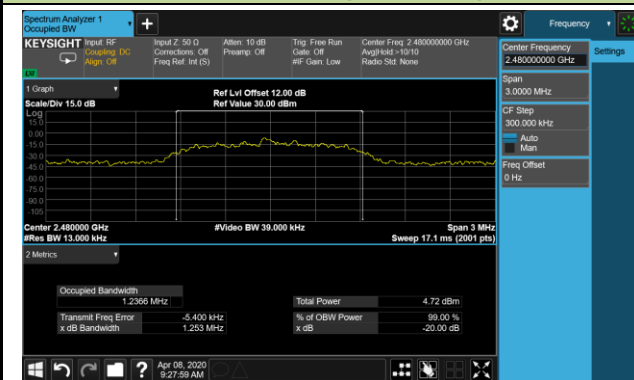 Spectrum Analyzer 1
Occupied BW
+
Frequency
KEYSIGHT
Input: RF
Coupling: DC
Align: Off
Input Z: 50 Ω
Corrections: Off
Freq Ref: Int (S)
Atten: 10 dB
Preamp: Off
Trig: Free Run
Gate: Off
#IF Gain: Low
Center Freq: 2.480000000 GHz
Avg|Hold:>10/10
Radio Std: None
Center Frequency
2.480000000 GHz
Settings
Span
3.0000 MHz
CF Step
300.000 kHz
Auto
Man
Freq Offset
0 Hz
1 Graph
Scale/Div 15.0 dB
Ref Lvl Offset 12.00 dB
Ref Value 30.00 dBm
Log
15.0
0.00
-15.0
-30.0
-45.0
-60.0
-75.0
-90.0
-105
Center 2.480000 GHz
#Res BW 13.000 kHz
#Video BW 39.000 kHz
Span 3 MHz
Sweep 17.1 ms (2001 pts)
2 Metrics
Occupied Bandwidth
1.2366 MHz
Total Power 4.72 dBm
Transmit Freq Error -5.400 kHz
% of OBW Power 99.00 %
x dB Bandwidth 1.253 MHz
x dB -20.00 dB
?
Apr 08, 2020
9:27:59 AM